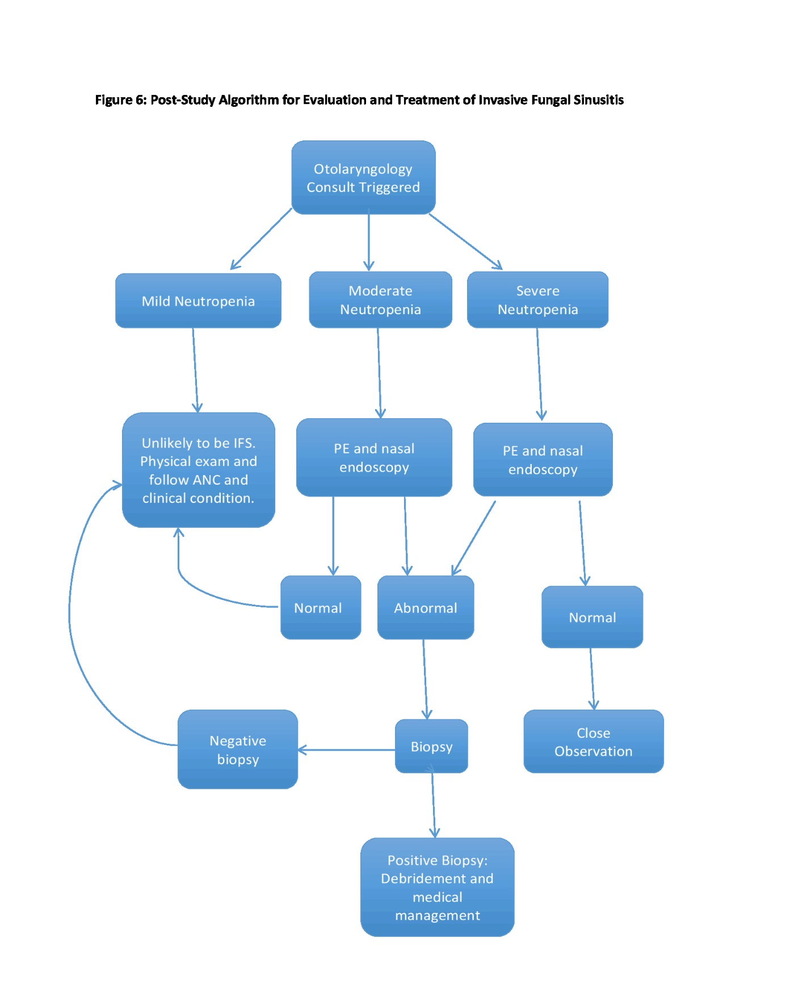 Figure 6: Post-Study Algorithm for Evaluation and Treatment of Invasive Fungal Sinusitis
Otolaryngology
Consult Triggered
Mild Neutropenia
Moderate
Neutropenia
Severe
Neutropenia
Unlikely to be IFS.
Physical exam and
follow ANC and
clinical condition.
PE and nasal
endoscopy
PE and nasal
endoscopy
Normal
Abnormal
Normal
Negative
biopsy
Biopsy
Close
Observation
Positive Biopsy:
Debridement and
medical
management